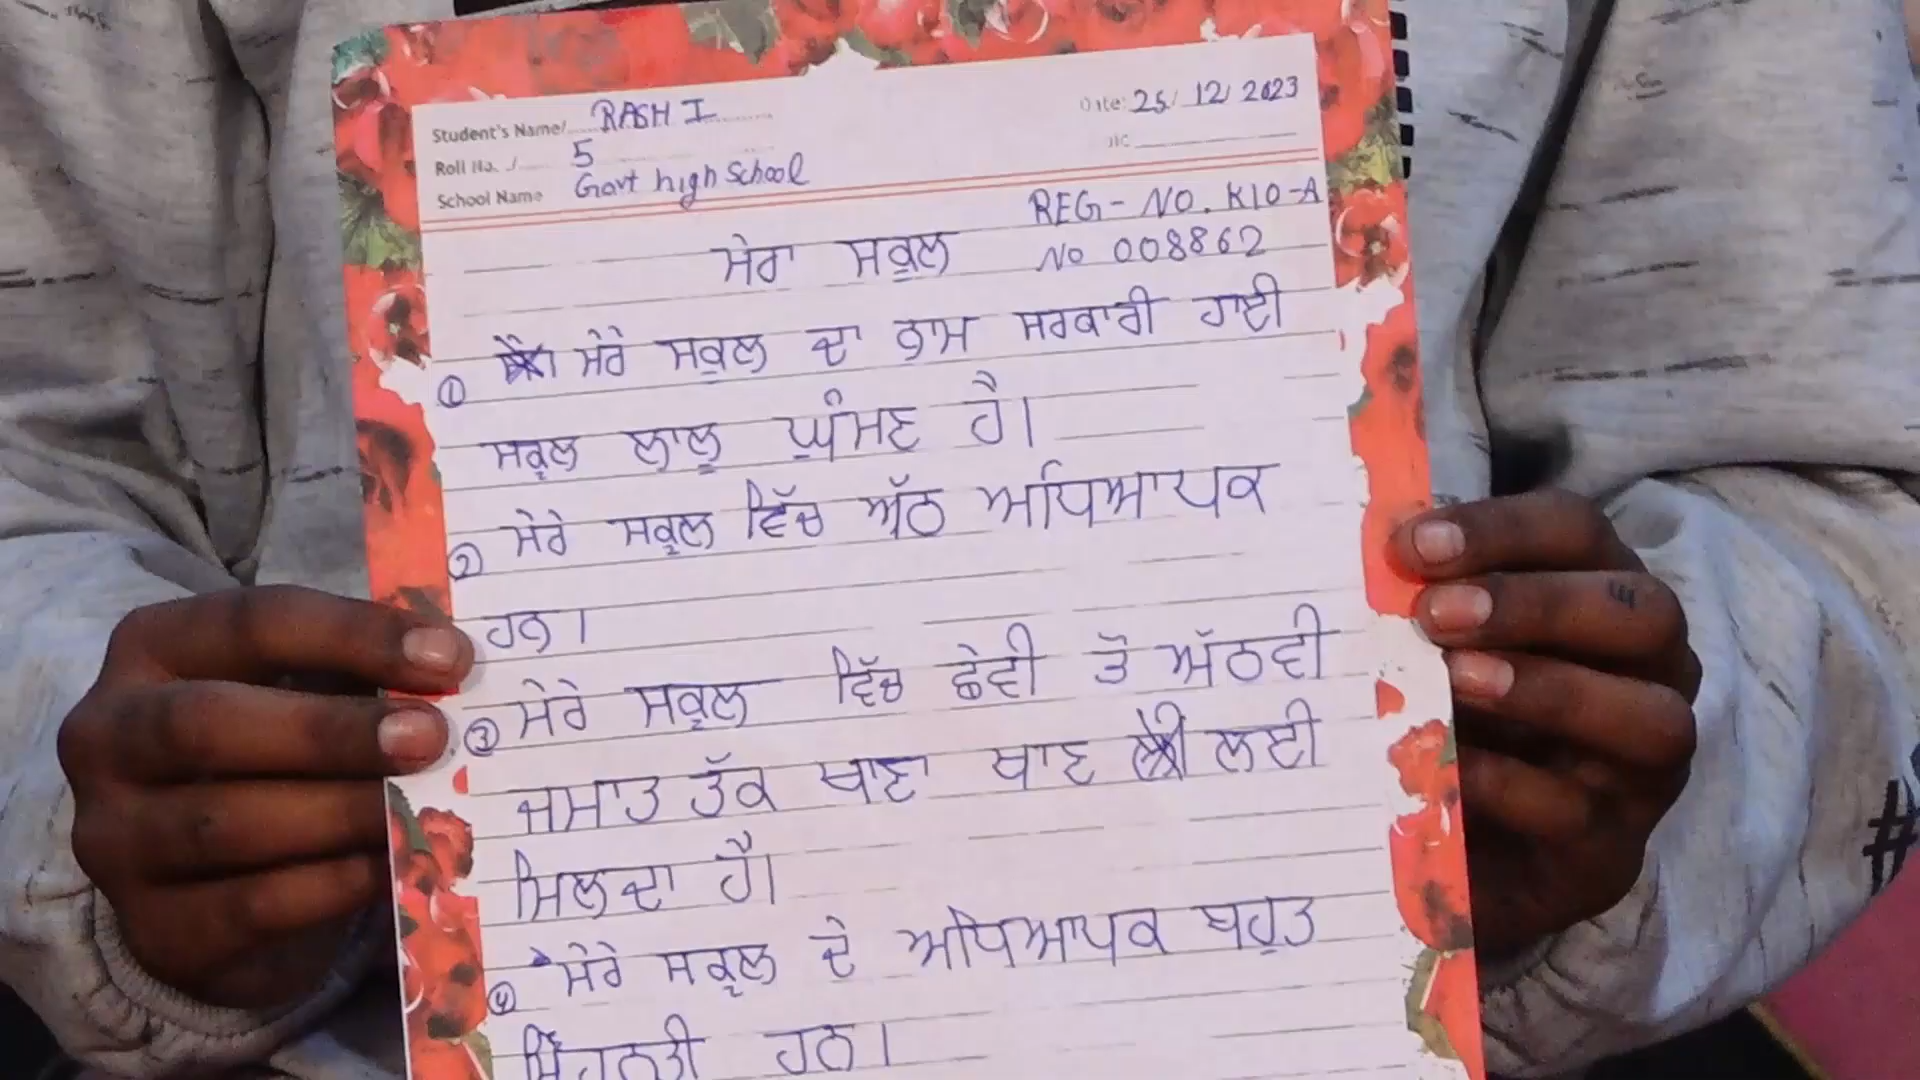 Student's Name/ RASHI
Date: 25/12/2023
Roll No. / 5
School Name Govt high School
REG- NO. K10-A
ਮੇਰਾ ਸਕੂਲ No 008862
① ਮੇਰੇ ਸਕੂਲ ਦਾ ਨਾਮ ਸਰਕਾਰੀ ਹਾਈ
ਸਕੂਲ ਲਾਲੂ ਘੁੰਮਣ ਹੈ।
② ਮੇਰੇ ਸਕੂਲ ਵਿੱਚ ਅੱਠ ਅਧਿਆਪਕ
ਹਨ।
③ ਮੇਰੇ ਸਕੂਲ ਵਿੱਚ ਛੇਵੀ ਤੋ ਅੱਠਵੀ
ਜਮਾਤ ਤੱਕ ਖਾਣਾ ਖਾਣ ਲਈ
ਮਿਲਦਾ ਹੈ।
④ ਮੇਰੇ ਸਕੂਲ ਦੇ ਅਧਿਆਪਕ ਬਹੁਤ
ਮਿਹਨਤੀ ਹਨ।